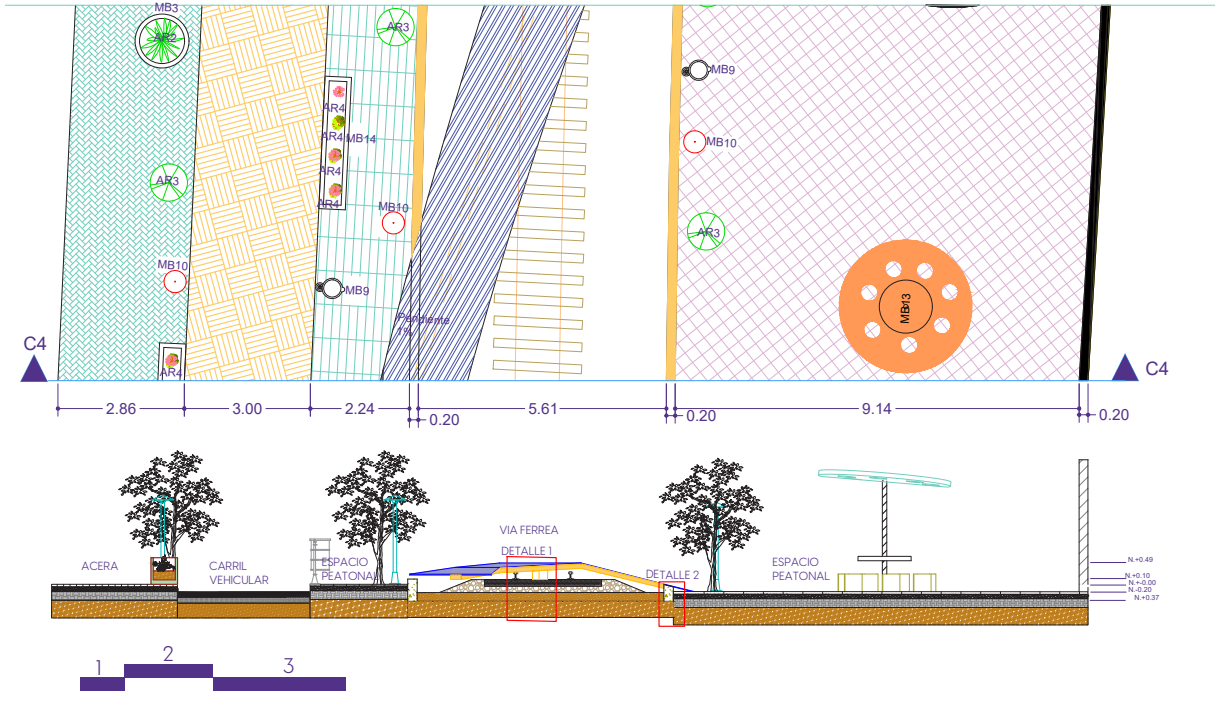 MB3
AR2
AR3
MB9
AR4
AR4
MB14
MB10
AR4
AR3
AR4
MB10
AR3
MB10
MB9
MB13
Pendiente
1%
C4
C4
AR4
2.86
3.00
2.24
0.20
5.61
0.20
9.14
0.20
VIA FERREA
DETALLE 1
ACERA
CARRIL
VEHICULAR
ESPACIO
PEATONAL
DETALLE 2
ESPACIO
PEATONAL
N.+0.49
N.+0.10
N.+-0.00
N.-0.20
N.+0.37
1
2
3